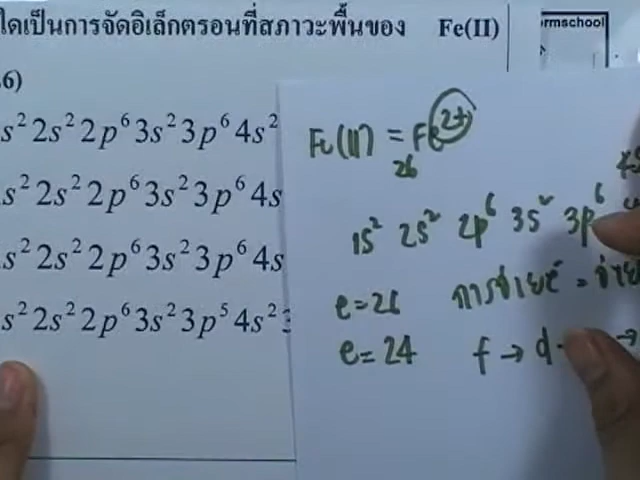 ใดเป็นการจัดอิเล็กตรอนที่สภาวะพื้นของ Fe(II)
rmschool
6)
s² 2s² 2p⁶ 3s² 3p⁶ 4s²
s² 2s² 2p⁶ 3s² 3p⁶ 4s
s² 2s² 2p⁶ 3s² 3p⁶ 4s
s² 2s² 2p⁶ 3s² 3p⁵ 4s²
Fe(II) = Fe²⁺
26
1s² 2s² 2p⁶ 3s² 3p⁶
e = 26
e = 24 f → d